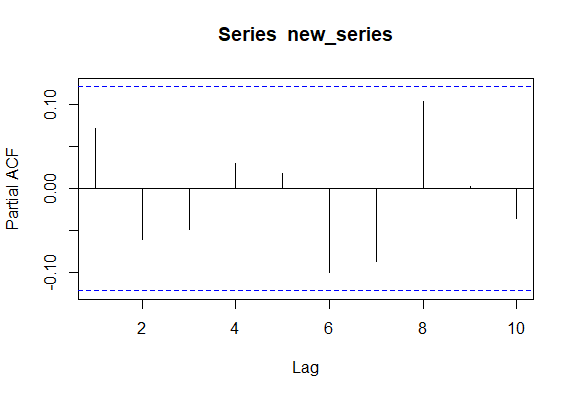 Series new_series
Partial ACF
0.10
0.00
-0.10
2 4 6 8 10
Lag